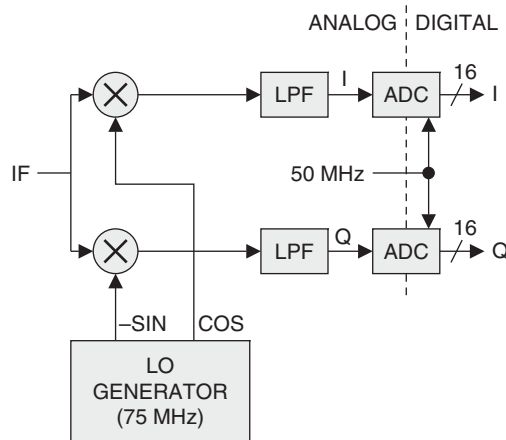 ANALOG DIGITAL
16
LPF I ADC I
IF 50 MHz
16
LPF Q ADC Q
–SIN COS
LO
GENERATOR
(75 MHz)